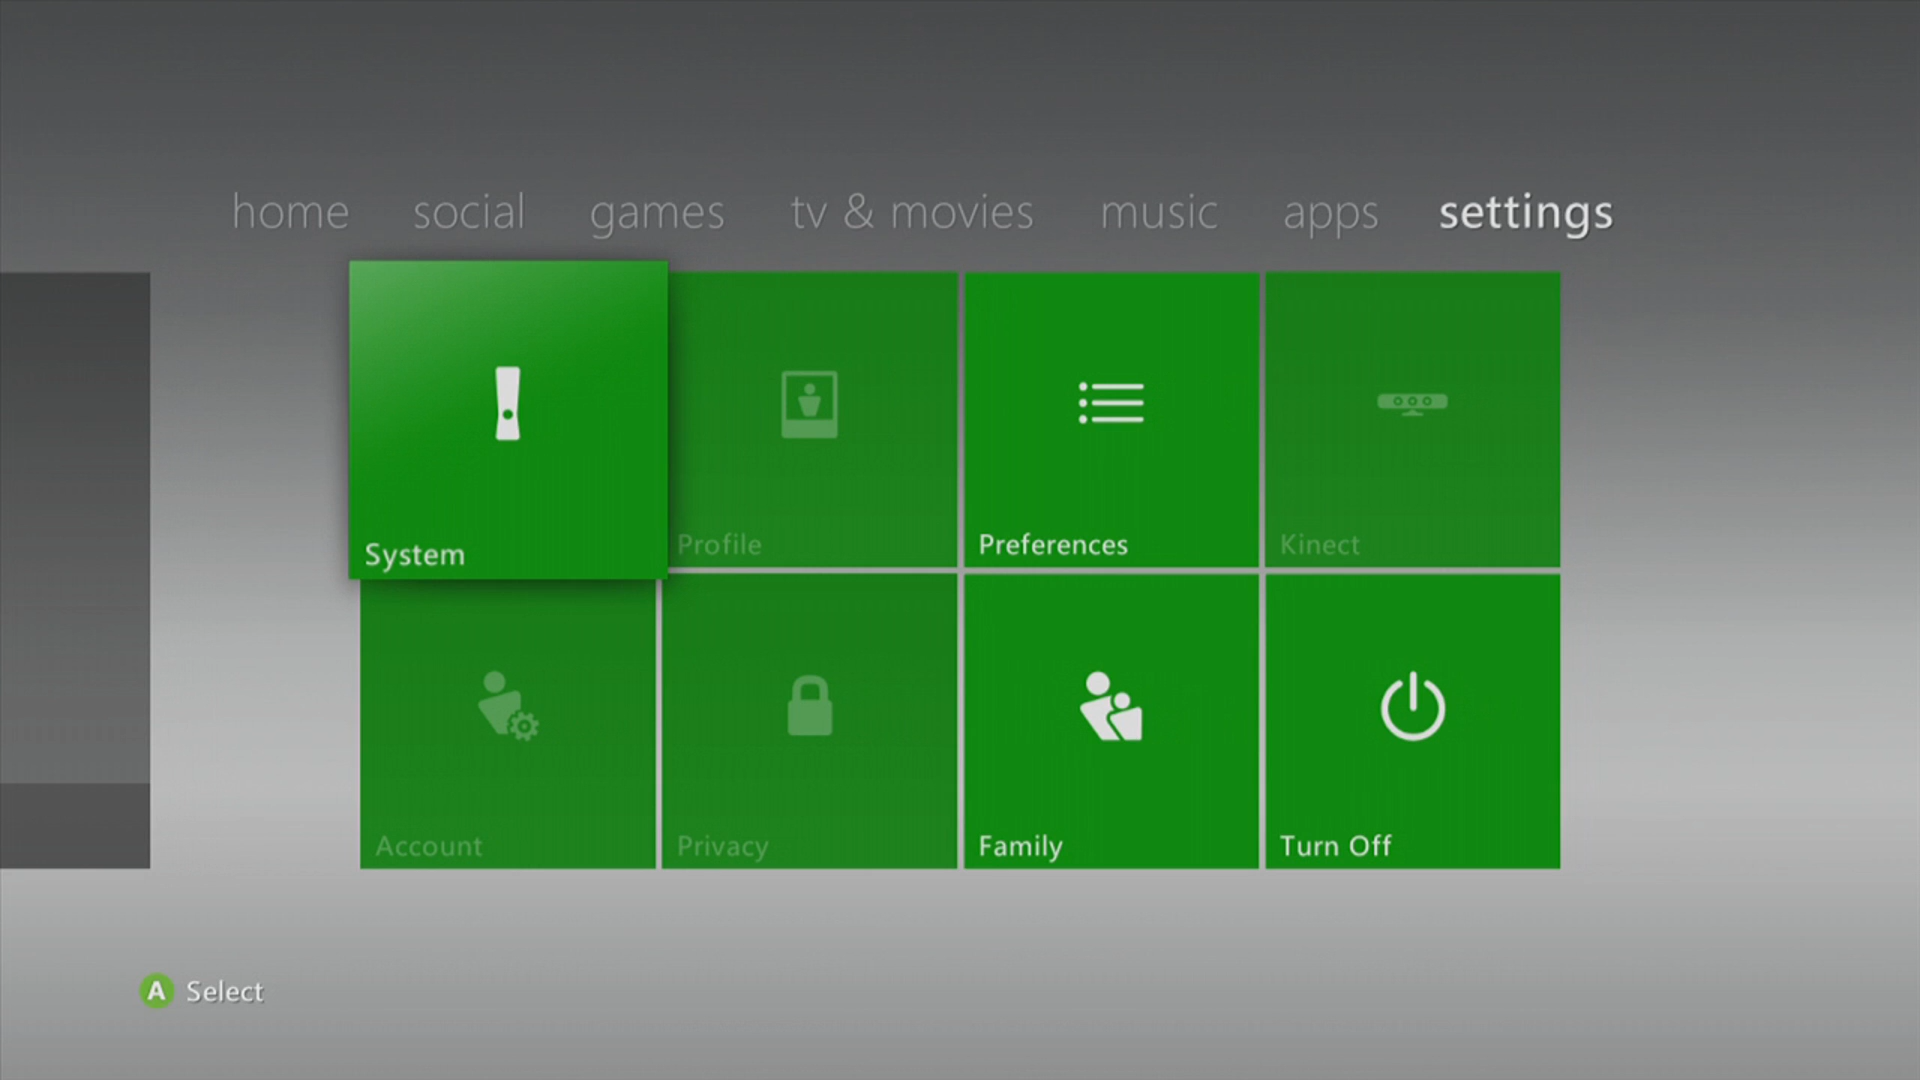 home social games tv & movies music apps settings
System Profile Preferences Kinect
Account Privacy Family Turn Off
A Select